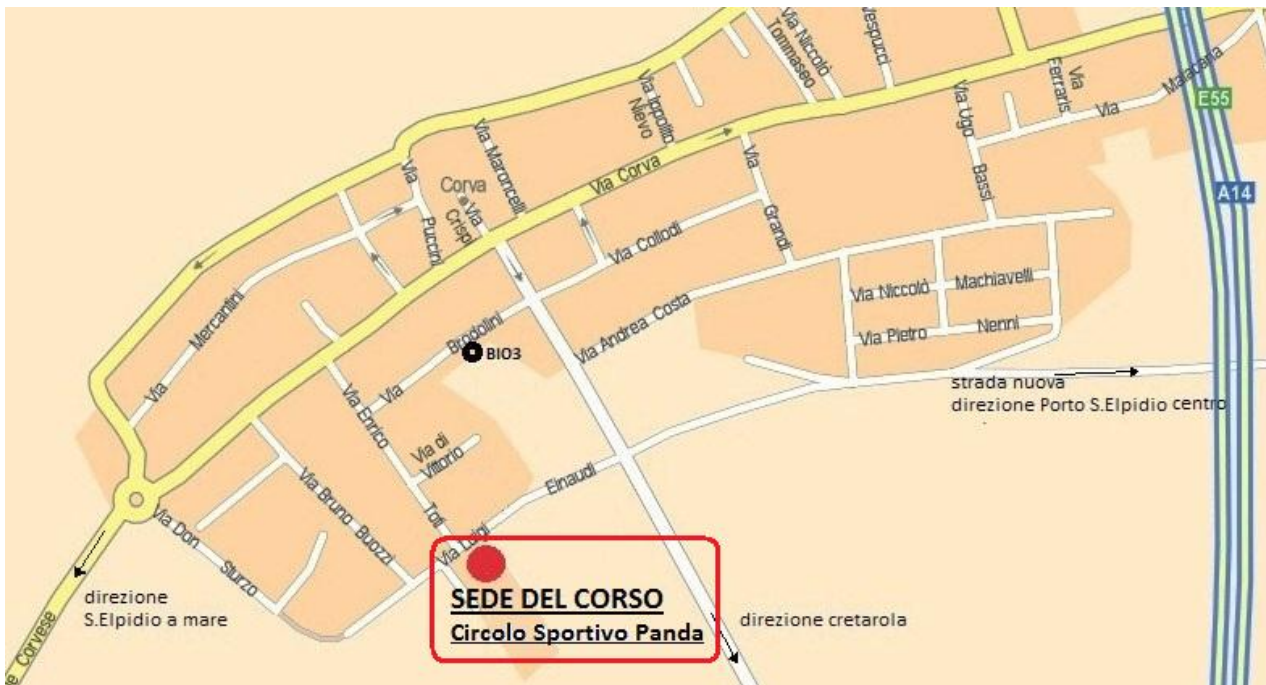 Via Niccolò
Tommaseo
Vespucci
Via Ippolito
Nievo
Via
Ferraris
Via Malagaria
E55
Via Maroncelli
Via Corva
Via Ugo
Bassi
Via
Puccini
Corva
Via
Crispi
Via
Grandi
A14
Via Collodi
Via Mercantini
Via Niccolò Machiavelli
Via Andrea Costa
Via Pietro Nenni
Via Brodolini
BIO3
strada nuova
direzione Porto S.Elpidio centro
Via Enrico Toti
Via di
Vittorio
Via Bruno Buozzi
Via Luigi Einaudi
Via Don Sturzo
SEDE DEL CORSO
Circolo Sportivo Panda
direzione
S.Elpidio a mare
direzione cretarola
e Corvese